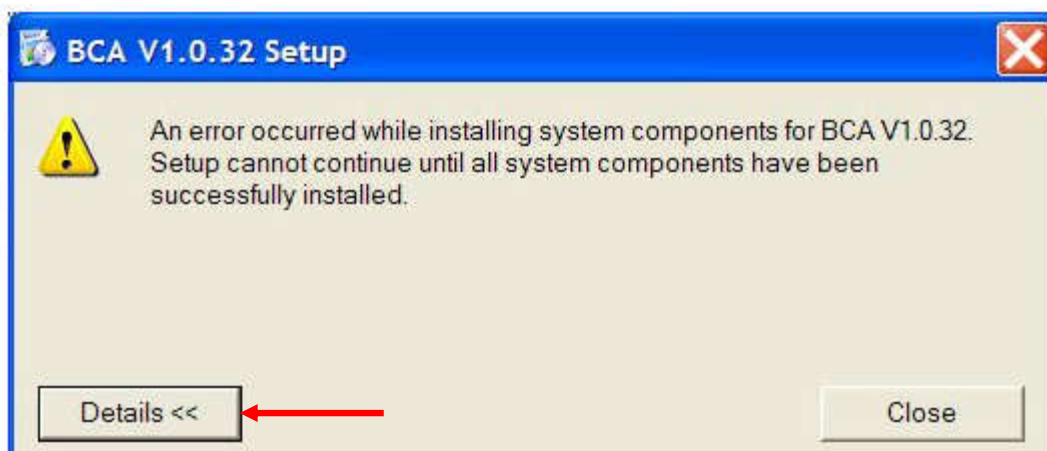 BCA V1.0.32 Setup
An error occurred while installing system components for BCA V1.0.32.
Setup cannot continue until all system components have been
successfully installed.
Details <<
Close